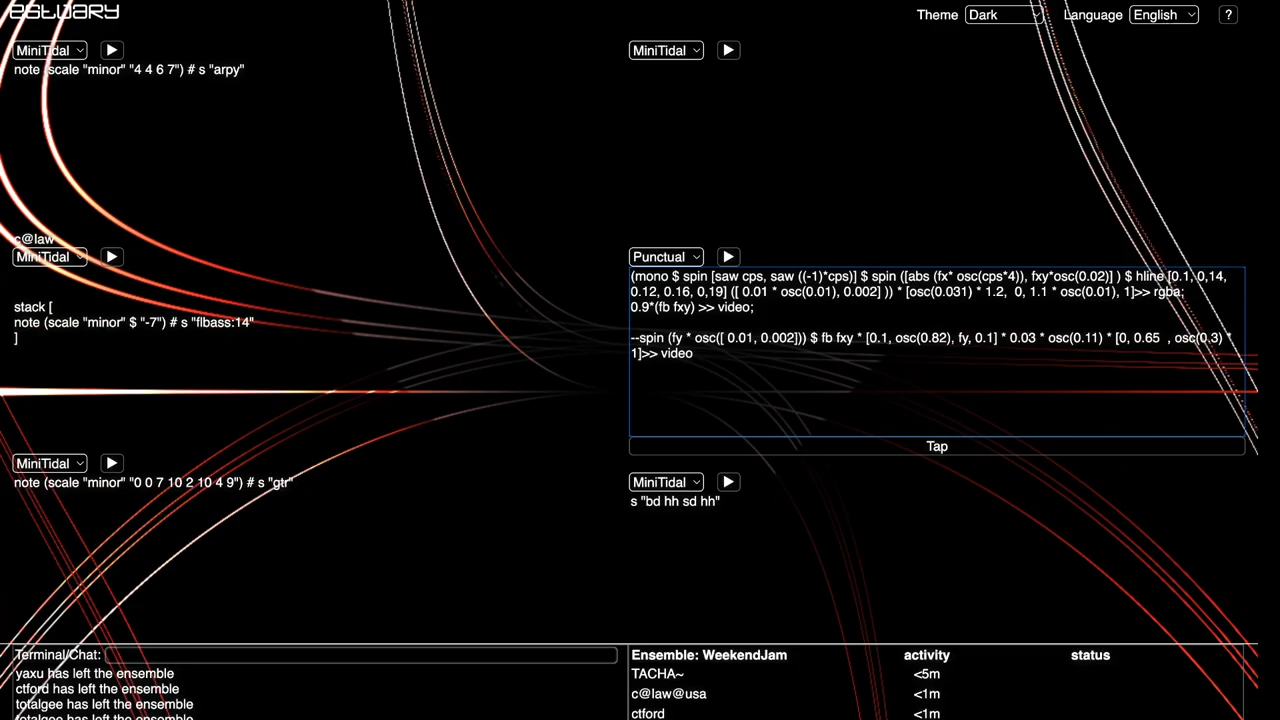 estuary
Theme Dark Language English ?
MiniTidal
note (scale "minor" "4 4 6 7") # s "arpy"
MiniTidal
c@law
MiniTidal
stack [
note (scale "minor" $ "-7") # s "flbass:14"
]
Punctual
(mono $ spin [saw cps, saw ((-1)*cps)] $ spin ([abs (fx* osc(cps*4)), fxy*osc(0.02)] ) $ hline [0.1, 0,14,
0.12, 0.16, 0,19] ([ 0.01 * osc(0.01), 0.002] )) * [osc(0.031) * 1.2, 0, 1.1 * osc(0.01), 1]>> rgba;
0.9*(fb fxy) >> video;
--spin (fy * osc([ 0.01, 0.002])) $ fb fxy * [0.1, osc(0.82), fy, 0.1] * 0.03 * osc(0.11) * [0, 0.65 , osc(0.3) *
1]>> video
Tap
MiniTidal
note (scale "minor" "0 0 7 10 2 10 4 9") # s "gtr"
MiniTidal
s "bd hh sd hh"
Terminal/Chat:
yaxu has left the ensemble
ctford has left the ensemble
totalgee has left the ensemble
totalgee has left the ensemble
Ensemble: WeekendJam activity status
TACHA~ <5m
c@law@usa <1m
ctford <1m